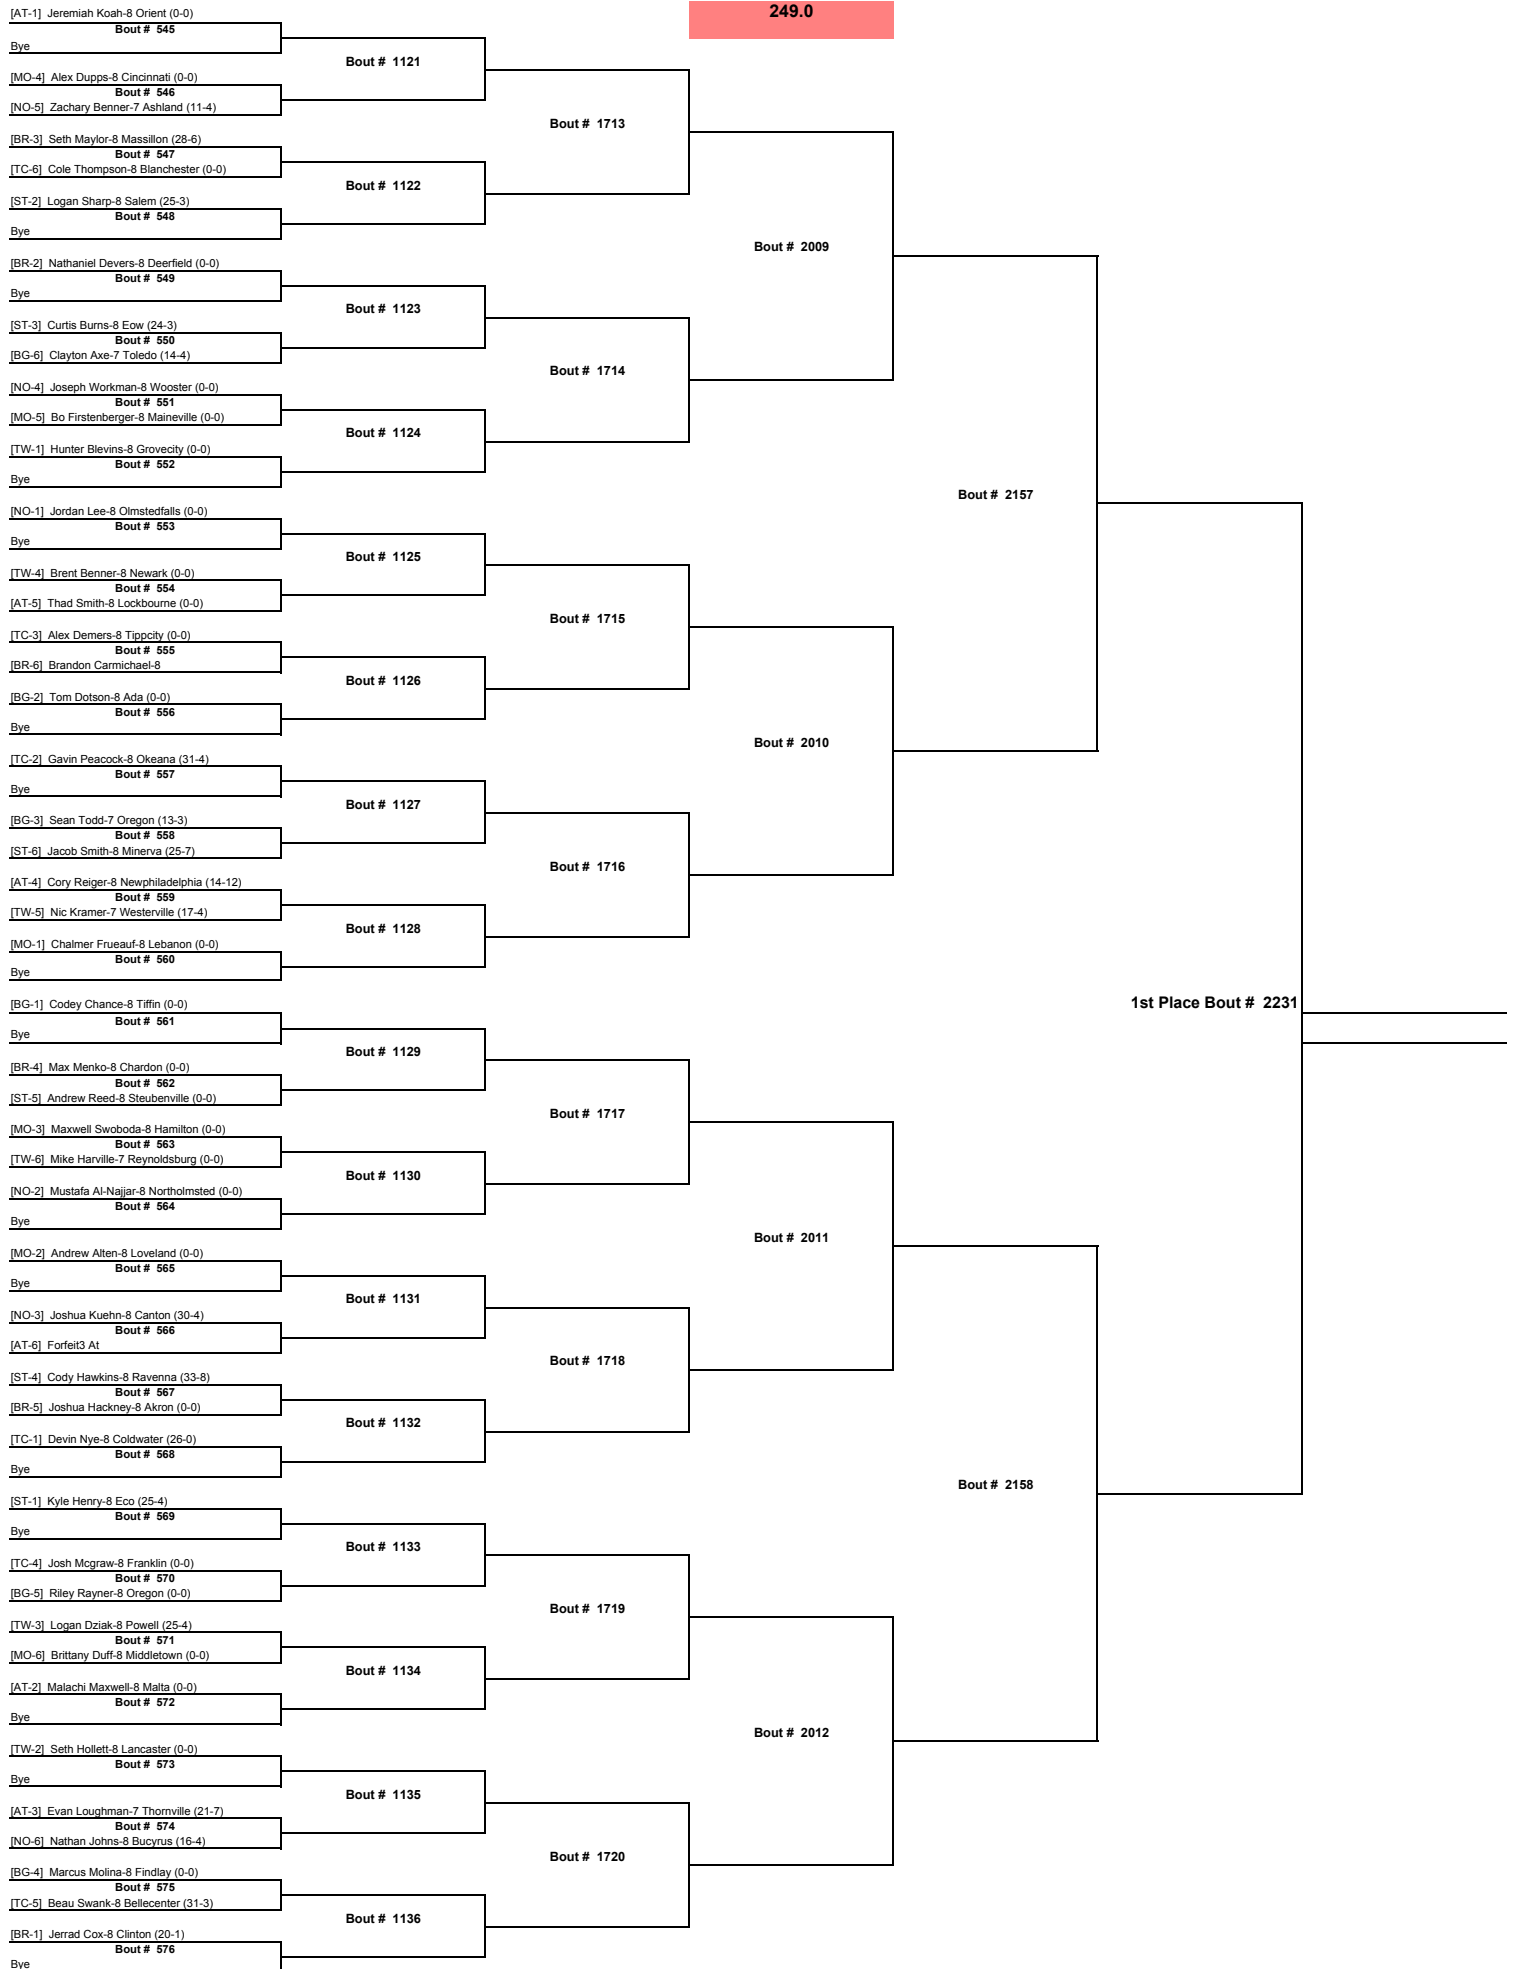 249.0
[AT-1] Jeremiah Koah-8 Orient (0-0)
Bout # 545
Bye
Bout # 1121
[MO-4] Alex Dupps-8 Cincinnati (0-0)
Bout # 546
[NO-5] Zachary Benner-7 Ashland (11-4)
Bout # 1713
[BR-3] Seth Maylor-8 Massillon (28-6)
Bout # 547
[TC-6] Cole Thompson-8 Blanchester (0-0)
Bout # 1122
[ST-2] Logan Sharp-8 Salem (25-3)
Bout # 548
Bye
Bout # 2009
[BR-2] Nathaniel Devers-8 Deerfield (0-0)
Bout # 549
Bye
Bout # 1123
[ST-3] Curtis Burns-8 Eow (24-3)
Bout # 550
[BG-6] Clayton Axe-7 Toledo (14-4)
Bout # 1714
[NO-4] Joseph Workman-8 Wooster (0-0)
Bout # 551
[MO-5] Bo Firstenberger-8 Maineville (0-0)
Bout # 1124
[TW-1] Hunter Blevins-8 Grovecity (0-0)
Bout # 552
Bye
Bout # 2157
[NO-1] Jordan Lee-8 Olmstedfalls (0-0)
Bout # 553
Bye
Bout # 1125
[TW-4] Brent Benner-8 Newark (0-0)
Bout # 554
[AT-5] Thad Smith-8 Lockbourne (0-0)
Bout # 1715
[TC-3] Alex Demers-8 Tippcity (0-0)
Bout # 555
[BR-6] Brandon Carmichael-8
Bout # 1126
[BG-2] Tom Dotson-8 Ada (0-0)
Bout # 556
Bye
Bout # 2010
[TC-2] Gavin Peacock-8 Okeana (31-4)
Bout # 557
Bye
Bout # 1127
[BG-3] Sean Todd-7 Oregon (13-3)
Bout # 558
[ST-6] Jacob Smith-8 Minerva (25-7)
Bout # 1716
[AT-4] Cory Reiger-8 Newphiladelphia (14-12)
Bout # 559
[TW-5] Nic Kramer-7 Westerville (17-4)
Bout # 1128
[MO-1] Chalmer Frueauf-8 Lebanon (0-0)
Bout # 560
Bye
1st Place Bout # 2231
[BG-1] Codey Chance-8 Tiffin (0-0)
Bout # 561
Bye
Bout # 1129
[BR-4] Max Menko-8 Chardon (0-0)
Bout # 562
[ST-5] Andrew Reed-8 Steubenville (0-0)
Bout # 1717
[MO-3] Maxwell Swoboda-8 Hamilton (0-0)
Bout # 563
[TW-6] Mike Harville-7 Reynoldsburg (0-0)
Bout # 1130
[NO-2] Mustafa Al-Najjar-8 Northolmsted (0-0)
Bout # 564
Bye
Bout # 2011
[MO-2] Andrew Alten-8 Loveland (0-0)
Bout # 565
Bye
Bout # 1131
[NO-3] Joshua Kuehn-8 Canton (30-4)
Bout # 566
[AT-6] Forfeit3 At
Bout # 1718
[ST-4] Cody Hawkins-8 Ravenna (33-8)
Bout # 567
[BR-5] Joshua Hackney-8 Akron (0-0)
Bout # 1132
[TC-1] Devin Nye-8 Coldwater (26-0)
Bout # 568
Bye
Bout # 2158
[ST-1] Kyle Henry-8 Eco (25-4)
Bout # 569
Bye
Bout # 1133
[TC-4] Josh Mcgraw-8 Franklin (0-0)
Bout # 570
[BG-5] Riley Rayner-8 Oregon (0-0)
Bout # 1719
[TW-3] Logan Dziak-8 Powell (25-4)
Bout # 571
[MO-6] Brittany Duff-8 Middletown (0-0)
Bout # 1134
[AT-2] Malachi Maxwell-8 Malta (0-0)
Bout # 572
Bye
Bout # 2012
[TW-2] Seth Hollett-8 Lancaster (0-0)
Bout # 573
Bye
Bout # 1135
[AT-3] Evan Loughman-7 Thornville (21-7)
Bout # 574
[NO-6] Nathan Johns-8 Bucyrus (16-4)
Bout # 1720
[BG-4] Marcus Molina-8 Findlay (0-0)
Bout # 575
[TC-5] Beau Swank-8 Bellecenter (31-3)
Bout # 1136
[BR-1] Jerrad Cox-8 Clinton (20-1)
Bout # 576
Bye